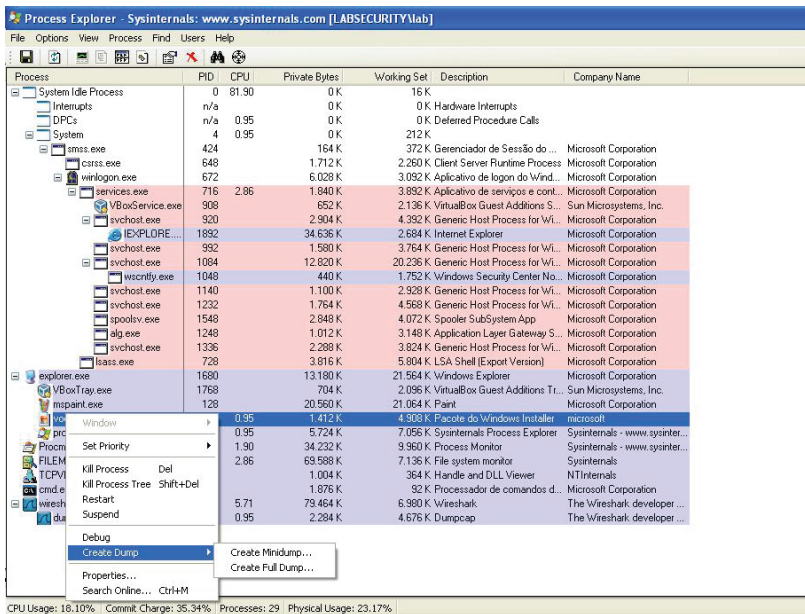 Process Explorer - Sysinternals: www.sysinternals.com [LABSECURITY\lab]
File Options View Process Find Users Help
Process PID CPU Private Bytes Working Set Description Company Name
System Idle Process 0 81.90 0 K 16 K
Interrupts n/a 0 K 0 K Hardware Interrupts
DPCs n/a 0.95 0 K 0 K Deferred Procedure Calls
System 4 0.95 0 K 212 K
smss.exe 424 164 K 372 K Gerenciador de Sessão do ... Microsoft Corporation
csrss.exe 648 1.712 K 2.260 K Client Server Runtime Process Microsoft Corporation
winlogon.exe 672 6.028 K 3.092 K Aplicativo de logon do Wind... Microsoft Corporation
services.exe 716 2.86 1.840 K 3.892 K Aplicativo de serviços e cont... Microsoft Corporation
VBoxService.exe 908 652 K 2.136 K VirtualBox Guest Additions S... Sun Microsystems, Inc.
svchost.exe 920 2.904 K 4.392 K Generic Host Process for Wi... Microsoft Corporation
IEXPLORE.... 1892 34.636 K 2.684 K Internet Explorer Microsoft Corporation
svchost.exe 992 1.580 K 3.764 K Generic Host Process for Wi... Microsoft Corporation
svchost.exe 1084 12.820 K 20.236 K Generic Host Process for Wi... Microsoft Corporation
wscntfy.exe 1048 440 K 1.752 K Windows Security Center No... Microsoft Corporation
svchost.exe 1140 1.100 K 2.928 K Generic Host Process for Wi... Microsoft Corporation
svchost.exe 1232 1.764 K 4.568 K Generic Host Process for Wi... Microsoft Corporation
spoolsv.exe 1548 2.848 K 4.072 K Spooler SubSystem App Microsoft Corporation
alg.exe 1248 1.012 K 3.148 K Application Layer Gateway S... Microsoft Corporation
svchost.exe 1336 2.288 K 3.824 K Generic Host Process for Wi... Microsoft Corporation
lsass.exe 728 3.816 K 5.804 K LSA Shell (Export Version) Microsoft Corporation
explorer.exe 1680 13.180 K 21.564 K Windows Explorer Microsoft Corporation
VBoxTray.exe 1768 704 K 2.096 K VirtualBox Guest Additions Tr... Sun Microsystems, Inc.
mspaint.exe 128 20.560 K 21.064 K Paint Microsoft Corporation
0.95 1.412 K 4.908 K Pacote do Windows Installer microsoft
0.95 5.724 K 7.056 K Sysinternals Process Explorer Sysinternals - www.sysinter...
Procm 1.90 34.232 K 9.960 K Process Monitor Sysinternals - www.sysinter...
FILEM 2.86 69.588 K 7.136 K File system monitor Sysinternals
TCPVI 1.004 K 364 K Handle and DLL Viewer NTInternals
cmd.e 1.876 K 92 K Processador de comandos d... Microsoft Corporation
wiresh 5.71 79.464 K 6.980 K Wireshark The Wireshark developer ...
0.95 2.284 K 4.676 K Dumpcap The Wireshark developer ...
Window
Set Priority
Kill Process Del
Kill Process Tree Shift+Del
Restart
Suspend
Debug
Create Dump
Properties...
Search Online... Ctrl+M
Create Minidump...
Create Full Dump...
CPU Usage: 18.10% Commit Charge: 35.34% Processes: 29 Physical Usage: 23.17%